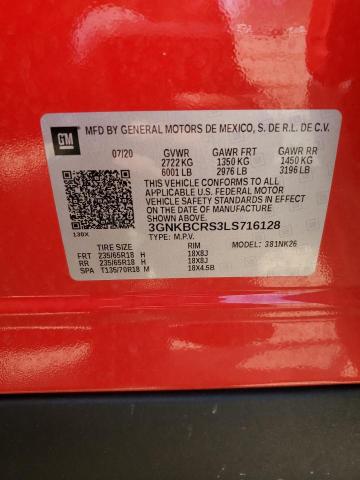 GM MFD BY GENERAL MOTORS DE MEXICO, S. DE R.L. DE C.V.
07/20 GVWR GAWR FRT GAWR RR
2722 KG 1350 KG 1450 KG
6001 LB 2976 LB 3196 LB
THIS VEHICLE CONFORMS TO ALL
APPLICABLE U.S. FEDERAL MOTOR
VEHICLE SAFETY STANDARDS IN EFFECT
ON THE DATE OF MANUFACTURE SHOWN
ABOVE.
3GNKBCRS3LS716128
130X TYPE: M.P.V. MODEL: 381NK26
TIRE SIZE RIM
FRT 235/65R18 H 18X8J
RR 235/65R18 H 18X8J
SPA T135/70R18 M 18X4.5B